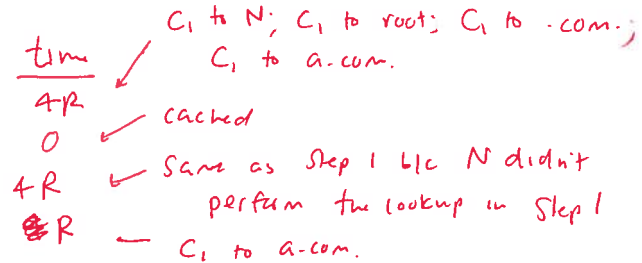 C₁ to N; C₁ to root; C₁ to .com.;
time
C₁ to a.com.
4R
cached
0
Same as Step 1 b/c N didn't
4R
perform the lookup in Step 1
R
C₁ to a.com.